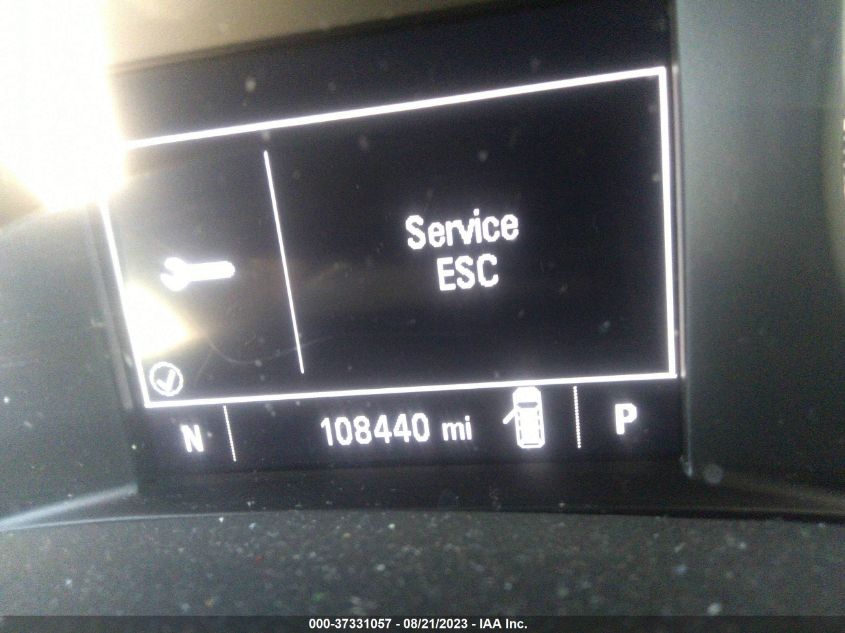 Service
ESC
N 108440 mi P
000-37331057 - 08/21/2023 - IAA Inc.